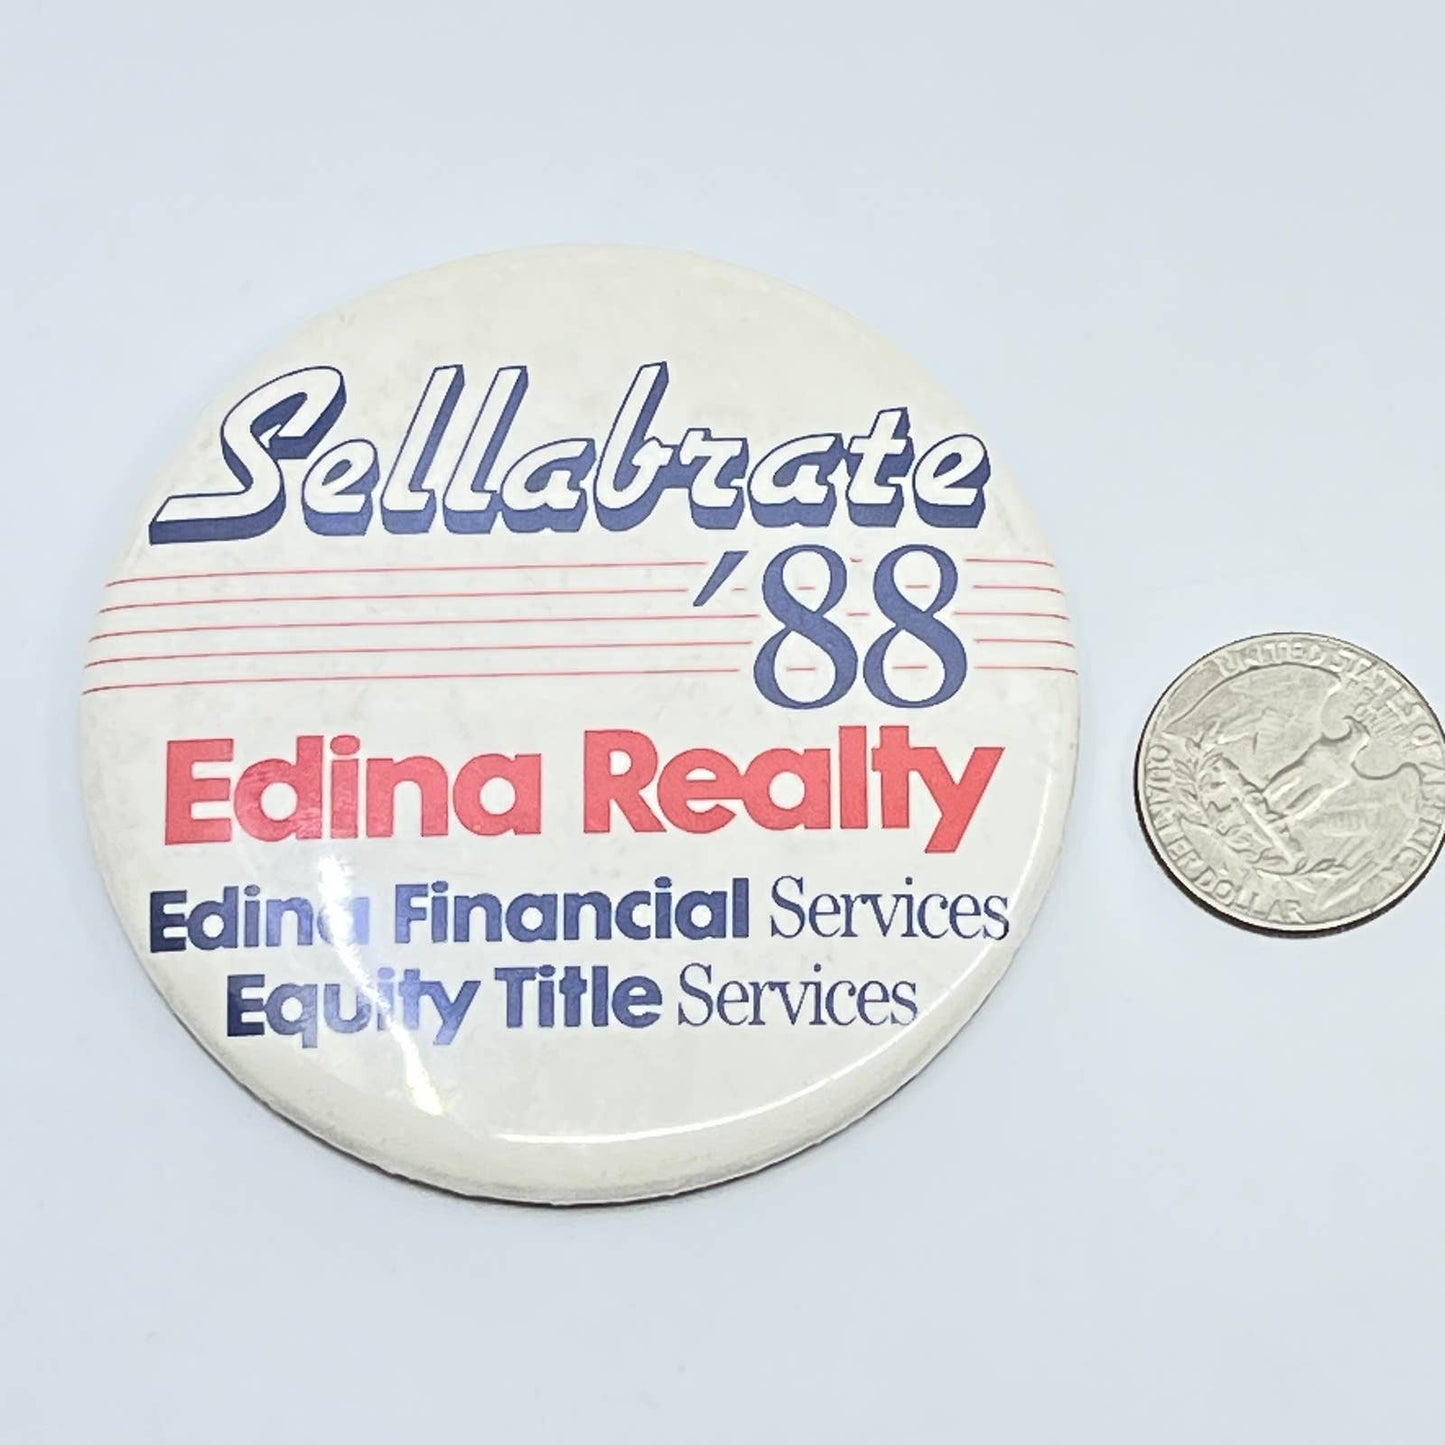 Sellabrate
'88
Edina Realty
Edina Financial Services
Equity Title Services
UNITED STATES OF AMERICA
QUARTER DOLLAR